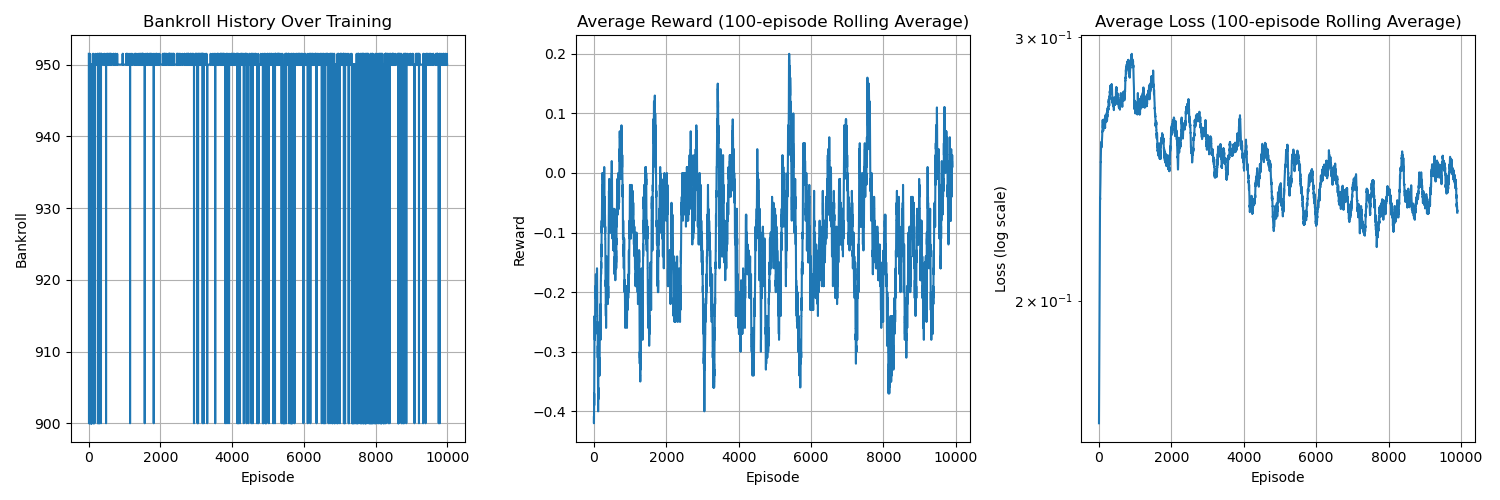 Bankroll History Over Training
950
940
930
920
910
900
Bankroll
0
2000
4000
6000
8000
10000
Episode
Average Reward (100-episode Rolling Average)
0.2
0.1
0.0
−0.1
−0.2
−0.3
−0.4
Reward
0
2000
4000
6000
8000
10000
Episode
Average Loss (100-episode Rolling Average)
3 × 10⁻¹
2 × 10⁻¹
Loss (log scale)
0
2000
4000
6000
8000
10000
Episode